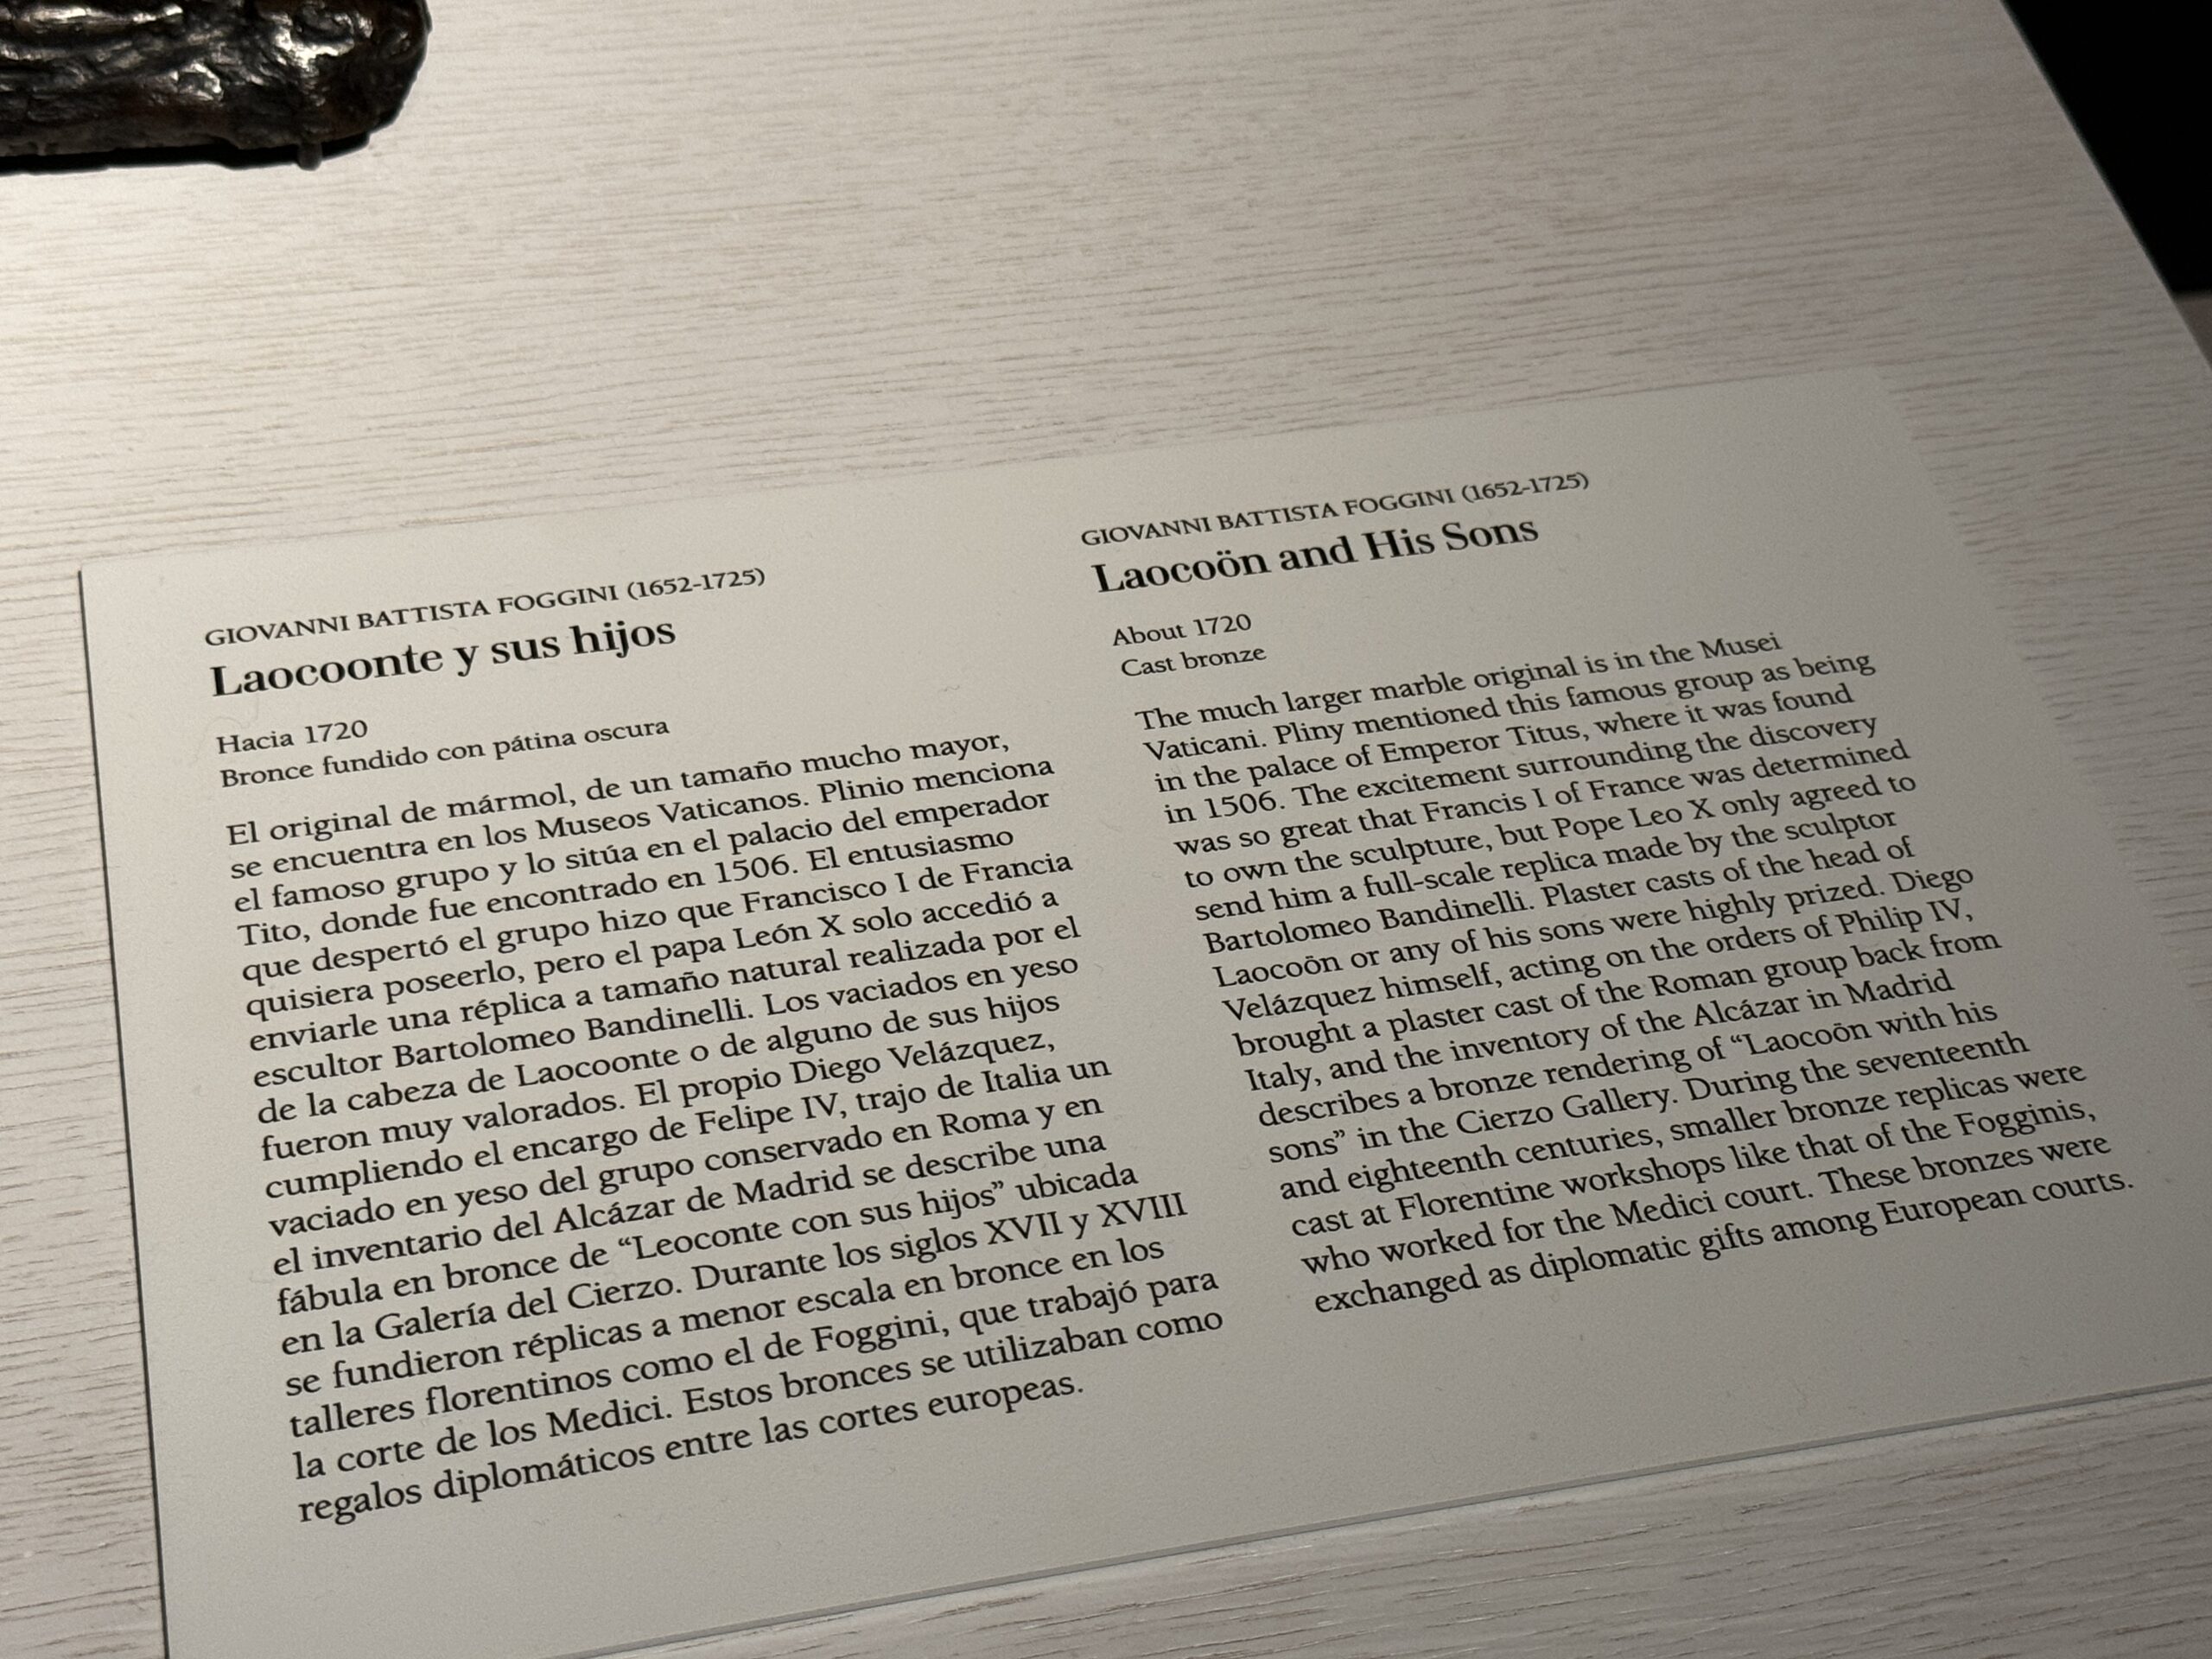 GIOVANNI BATTISTA FOGGINI (1652-1725)
Laocoonte y sus hijos
Hacia 1720
Bronce fundido con pátina oscura
El original de mármol, de un tamaño mucho mayor,
se encuentra en los Museos Vaticanos. Plinio menciona
el famoso grupo y lo sitúa en el palacio del emperador
Tito, donde fue encontrado en 1506. El entusiasmo
que despertó el grupo hizo que Francisco I de Francia
quisiera poseerlo, pero el papa León X solo accedió a
enviarle una réplica a tamaño natural realizada por el
escultor Bartolomeo Bandinelli. Los vaciados en yeso
de la cabeza de Laocoonte o de alguno de sus hijos
fueron muy valorados. El propio Diego Velázquez,
cumpliendo el encargo de Felipe IV, trajo de Italia un
vaciado en yeso del grupo conservado en Roma y en
el inventario del Alcázar de Madrid se describe una
fábula en bronce de “Leoconte con sus hijos” ubicada
en la Galería del Cierzo. Durante los siglos XVII y XVIII
se fundieron réplicas a menor escala en bronce en los
talleres florentinos como el de Foggini, que trabajó para
la corte de los Medici. Estos bronces se utilizaban como
regalos diplomáticos entre las cortes europeas.
GIOVANNI BATTISTA FOGGINI (1652-1725)
Laocoön and His Sons
About 1720
Cast bronze
The much larger marble original is in the Musei
Vaticani. Pliny mentioned this famous group as being
in the palace of Emperor Titus, where it was found
in 1506. The excitement surrounding the discovery
was so great that Francis I of France was determined
to own the sculpture, but Pope Leo X only agreed to
send him a full-scale replica made by the sculptor
Bartolomeo Bandinelli. Plaster casts of the head of
Laocoön or any of his sons were highly prized. Diego
Velázquez himself, acting on the orders of Philip IV,
brought a plaster cast of the Roman group back from
Italy, and the inventory of the Alcázar in Madrid
describes a bronze rendering of “Laocoön with his
sons” in the Cierzo Gallery. During the seventeenth
and eighteenth centuries, smaller bronze replicas were
cast at Florentine workshops like that of the Fogginis,
who worked for the Medici court. These bronzes were
exchanged as diplomatic gifts among European courts.